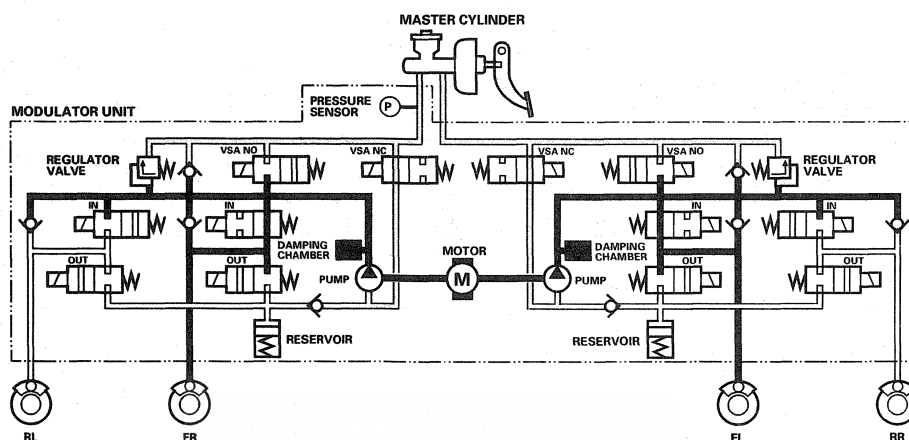 MASTER CYLINDER
PRESSURE
SENSOR
P
MODULATOR UNIT
REGULATOR
VALVE
VSA NO
VSA NC
VSA NC
VSA NO
REGULATOR
VALVE
IN
IN
IN
IN
DAMPING
CHAMBER
MOTOR
M
DAMPING
CHAMBER
OUT
OUT
PUMP
PUMP
OUT
OUT
RESERVOIR
RESERVOIR
RL
FR
FL
RR